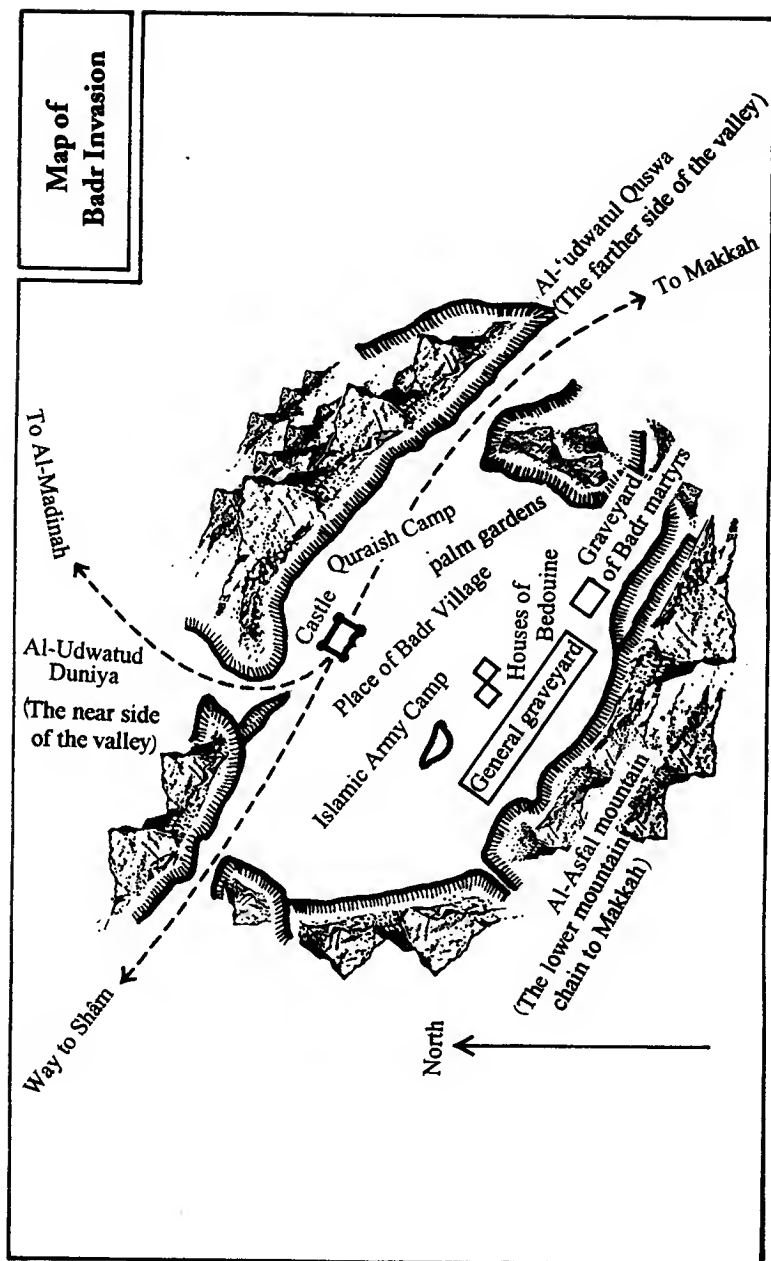 Map of
Badr Invasion
To Al-Madinah
Al-Udwatud
Duniya
(The near side
of the valley)
Way to Shâm
Castle
Quraish Camp
Al-‘udwatul Quswa
(The farther side of the valley)
To Makkah
Place of Badr Village
palm gardens
Islamic Army Camp
Houses of
Bedouine
General graveyard
Graveyard
of Badr martyrs
Al-Asfal mountain
(The lower mountain
chain to Makkah)
North